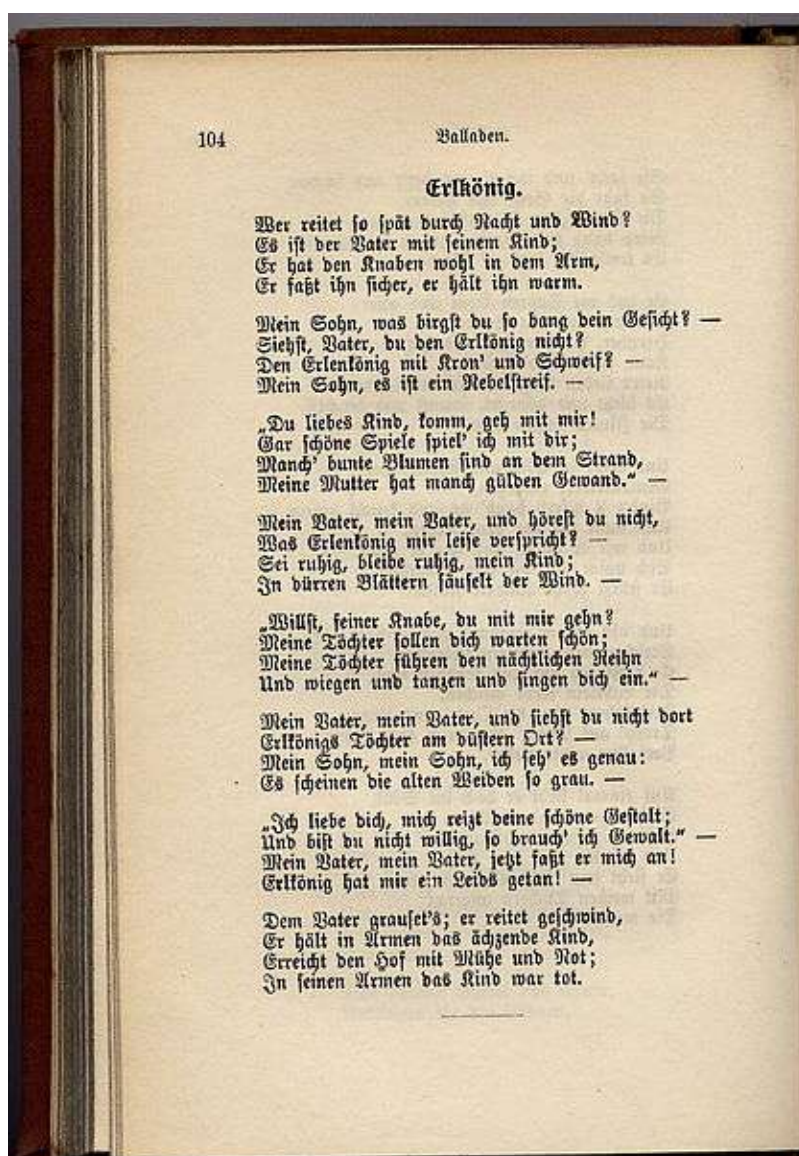 104
Balladen.
Erlkönig.
Wer reitet so spät durch Nacht und Wind?
Es ist der Vater mit seinem Kind;
Er hat den Knaben wohl in dem Arm,
Er faßt ihn sicher, er hält ihn warm.
Mein Sohn, was birgst du so bang dein Gesicht? —
Siehst, Vater, du den Erlkönig nicht?
Den Erlenkönig mit Kron' und Schweif? —
Mein Sohn, es ist ein Nebelstreif. —
„Du liebes Kind, komm, geh mit mir!
Gar schöne Spiele spiel' ich mit dir;
Manch' bunte Blumen sind an dem Strand,
Meine Mutter hat manch gülden Gewand.“ —
Mein Vater, mein Vater, und hörest du nicht,
Was Erlenkönig mir leise verspricht? —
Sei ruhig, bleibe ruhig, mein Kind;
In dürren Blättern säuselt der Wind. —
„Willst, feiner Knabe, du mit mir gehn?
Meine Töchter sollen dich warten schön;
Meine Töchter führen den nächtlichen Reihn
Und wiegen und tanzen und singen dich ein.“ —
Mein Vater, mein Vater, und siehst du nicht dort
Erlkönigs Töchter am düstern Ort? —
Mein Sohn, mein Sohn, ich seh' es genau:
Es scheinen die alten Weiden so grau. —
„Ich liebe dich, mich reizt deine schöne Gestalt;
Und bist du nicht willig, so brauch' ich Gewalt.“ —
Mein Vater, mein Vater, jetzt faßt er mich an!
Erlkönig hat mir ein Leids getan! —
Dem Vater grauset's; er reitet geschwind,
Er hält in Armen das ächzende Kind,
Erreicht den Hof mit Mühe und Not;
In seinen Armen das Kind war tot.